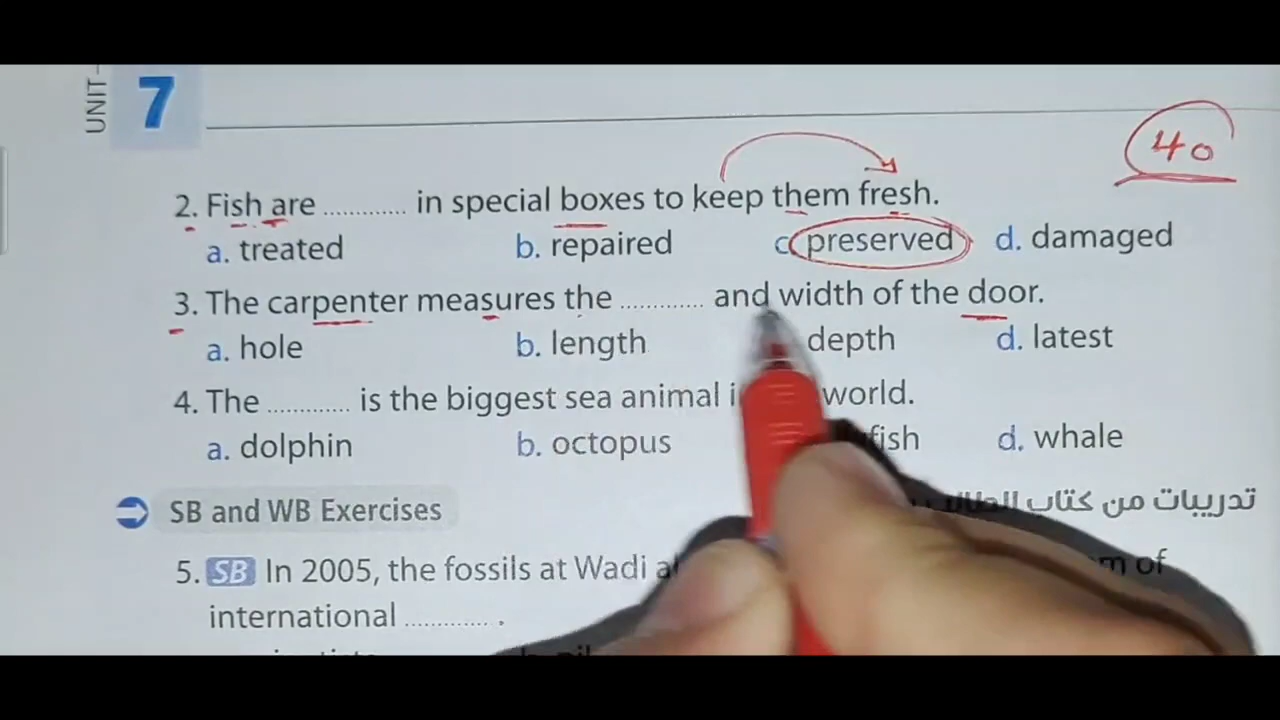 UNIT
7
40
2. Fish are ............ in special boxes to keep them fresh.
a. treated b. repaired c. preserved d. damaged
3. The carpenter measures the ............ and width of the door.
a. hole b. length depth d. latest
4. The ............ is the biggest sea animal world.
a. dolphin b. octopus d. whale
SB and WB Exercises
تدريبات من كتاب
5. SB In 2005, the fossils at Wadi of
international ............ .